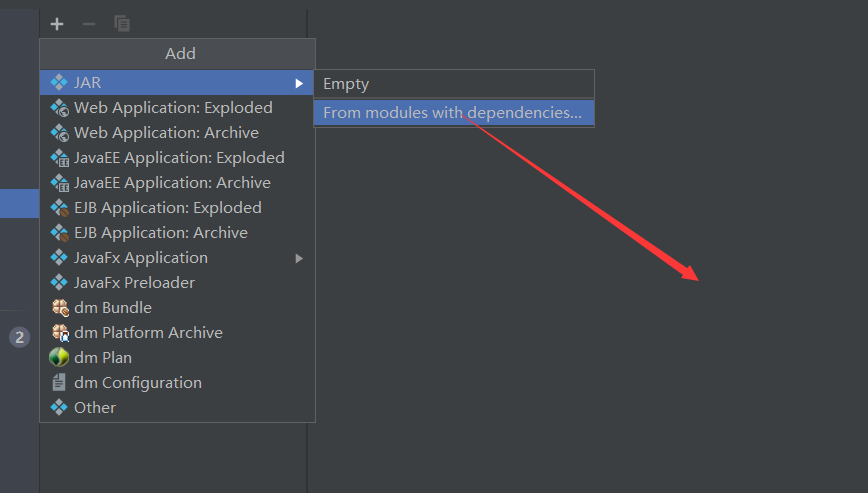 Add
JAR
Empty
From modules with dependencies...
Web Application: Exploded
Web Application: Archive
JavaEE Application: Exploded
JavaEE Application: Archive
EJB Application: Exploded
EJB Application: Archive
JavaFx Application
JavaFx Preloader
dm Bundle
dm Platform Archive
2
dm Plan
dm Configuration
Other